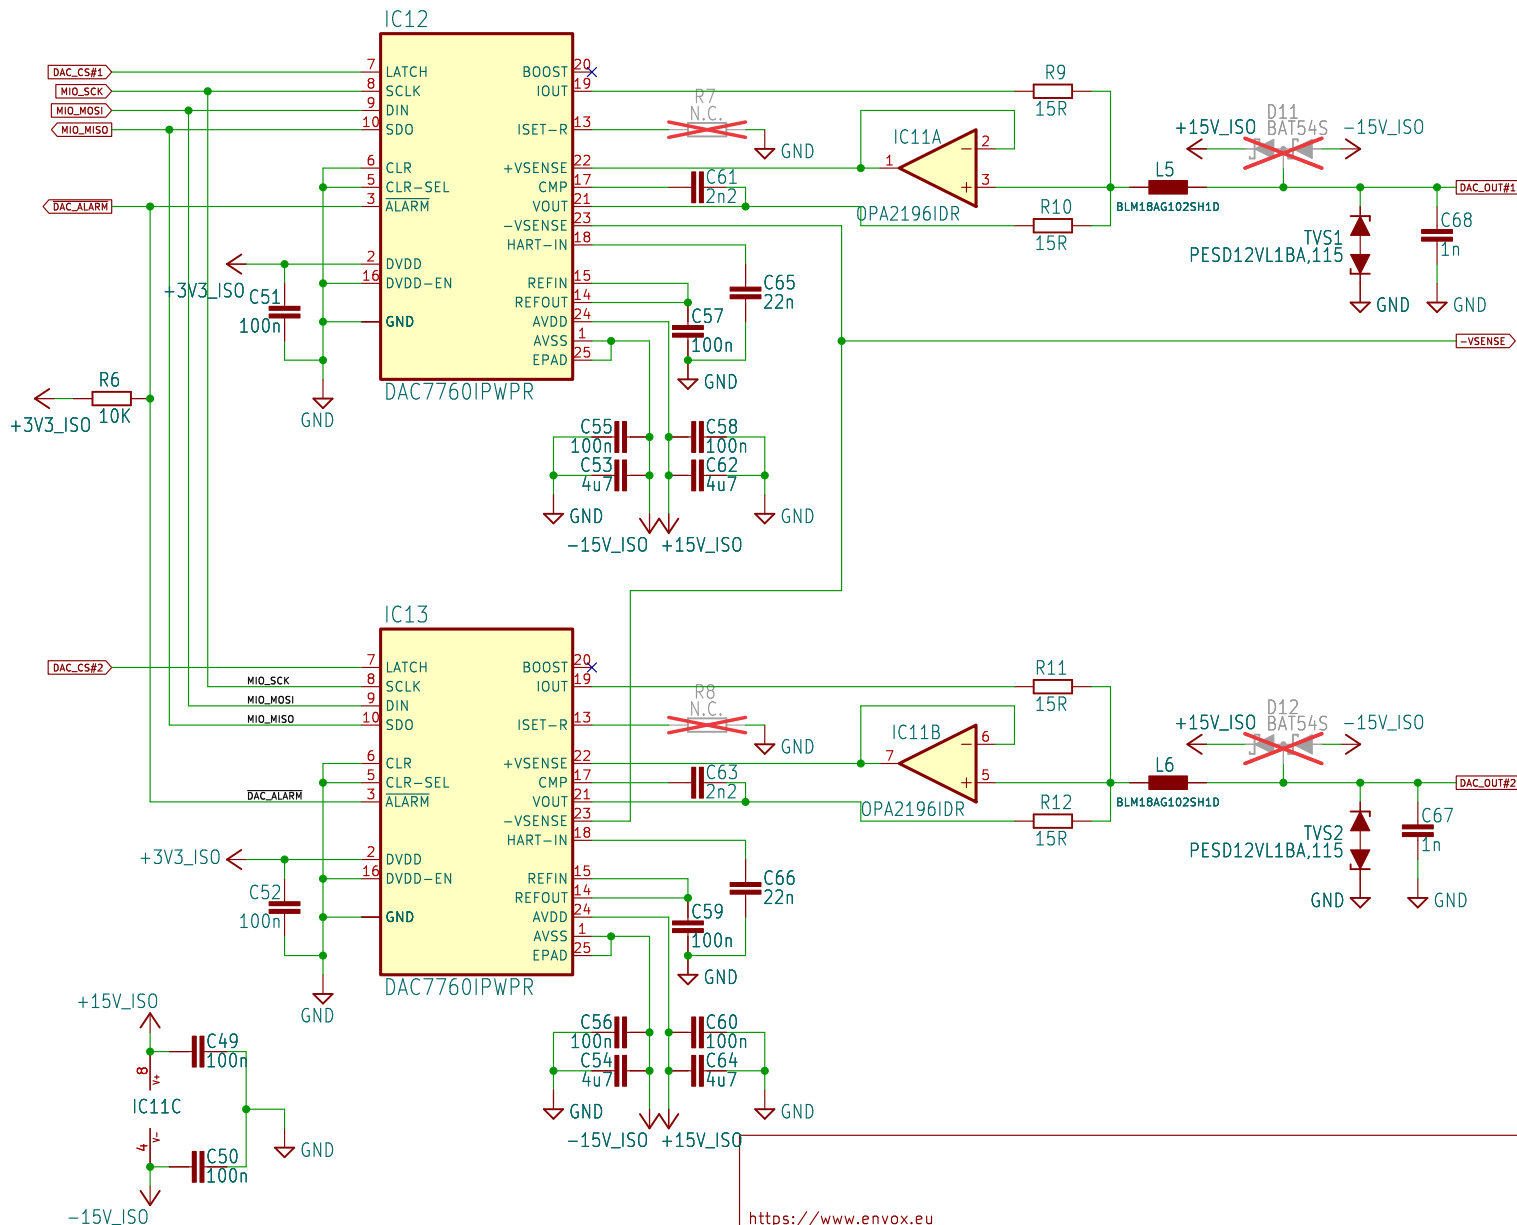 IC12
DAC_CS#1
MIO_SCK
MIO_MOSI
MIO_MISO
DAC_ALARM
7 LATCH
8 SCLK
9 DIN
10 SDO
6 CLR
5 CLR-SEL
3 ALARM
2 DVDD
16 DVDD-EN
GND
BOOST 20
IOUT 19
ISET-R 13
+VSENSE 22
CMP 17
VOUT 21
-VSENSE 23
HART-IN 18
REFIN 15
REFOUT 14
AVDD 24
AVSS 1
EPAD 25
DAC7760IPWPR
R7
N.C.
GND
C61
2n2
IC11A
1
2
3
OPA2196IDR
R9
15R
R10
15R
L5
BLM18AG102SH1D
+15V_ISO
D11
BAT54S
-15V_ISO
DAC_OUT#1
TVS1
PESD12VL1BA,115
GND
C68
1n
GND
-VSENSE
+3V3_ISO
C51
100n
GND
C65
22n
C57
100n
GND
R6
10K
+3V3_ISO
C55
100n
C53
4u7
GND
-15V_ISO
C58
100n
C62
4u7
GND
+15V_ISO
IC13
DAC_CS#2
MIO_SCK
MIO_MOSI
MIO_MISO
DAC_ALARM
7 LATCH
8 SCLK
9 DIN
10 SDO
6 CLR
5 CLR-SEL
3 ALARM
2 DVDD
16 DVDD-EN
GND
BOOST 20
IOUT 19
ISET-R 13
+VSENSE 22
CMP 17
VOUT 21
-VSENSE 23
HART-IN 18
REFIN 15
REFOUT 14
AVDD 24
AVSS 1
EPAD 25
DAC7760IPWPR
R8
N.C.
GND
C63
2n2
IC11B
7
6
5
OPA2196IDR
R11
15R
R12
15R
L6
BLM18AG102SH1D
+15V_ISO
D12
BAT54S
-15V_ISO
DAC_OUT#2
TVS2
PESD12VL1BA,115
GND
C67
1n
GND
+3V3_ISO
C52
100n
GND
C66
22n
C59
100n
GND
C56
100n
C54
4u7
GND
-15V_ISO
C60
100n
C64
4u7
GND
+15V_ISO
+15V_ISO
C49
100n
8 V+
IC11C
4 V-
GND
C50
100n
-15V_ISO
https://www.envox.eu